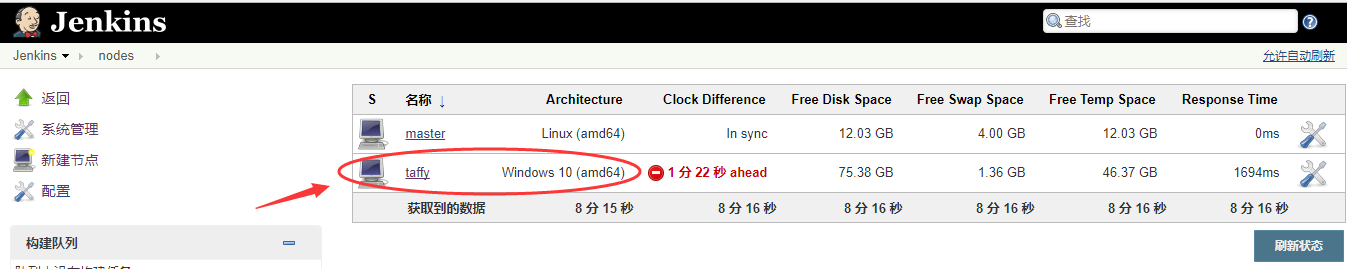 Jenkins
查找
Jenkins nodes
允许自动刷新
返回
系统管理
新建节点
配置
构建队列
S 名称 ↓ Architecture Clock Difference Free Disk Space Free Swap Space Free Temp Space Response Time
master Linux (amd64) In sync 12.03 GB 4.00 GB 12.03 GB 0ms
taffy Windows 10 (amd64) 1 分 22 秒 ahead 75.38 GB 1.36 GB 46.37 GB 1694ms
获取到的数据 8 分 15 秒 8 分 16 秒 8 分 16 秒 8 分 16 秒 8 分 16 秒 8 分 16 秒
刷新状态